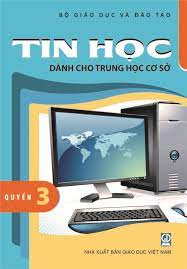 BỘ GIÁO DỤC VÀ ĐÀO TẠO
TIN HỌC
DÀNH CHO TRUNG HỌC CƠ SỞ
QUYỂN 3
NHÀ XUẤT BẢN GIÁO DỤC VIỆT NAM